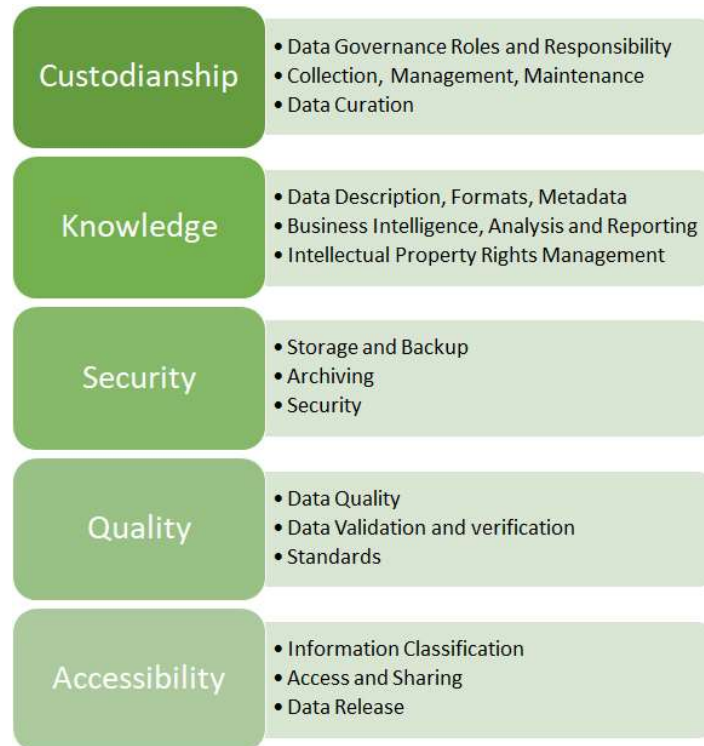 Custodianship
• Data Governance Roles and Responsibility
• Collection, Management, Maintenance
• Data Curation
Knowledge
• Data Description, Formats, Metadata
• Business Intelligence, Analysis and Reporting
• Intellectual Property Rights Management
Security
• Storage and Backup
• Archiving
• Security
Quality
• Data Quality
• Data Validation and verification
• Standards
Accessibility
• Information Classification
• Access and Sharing
• Data Release